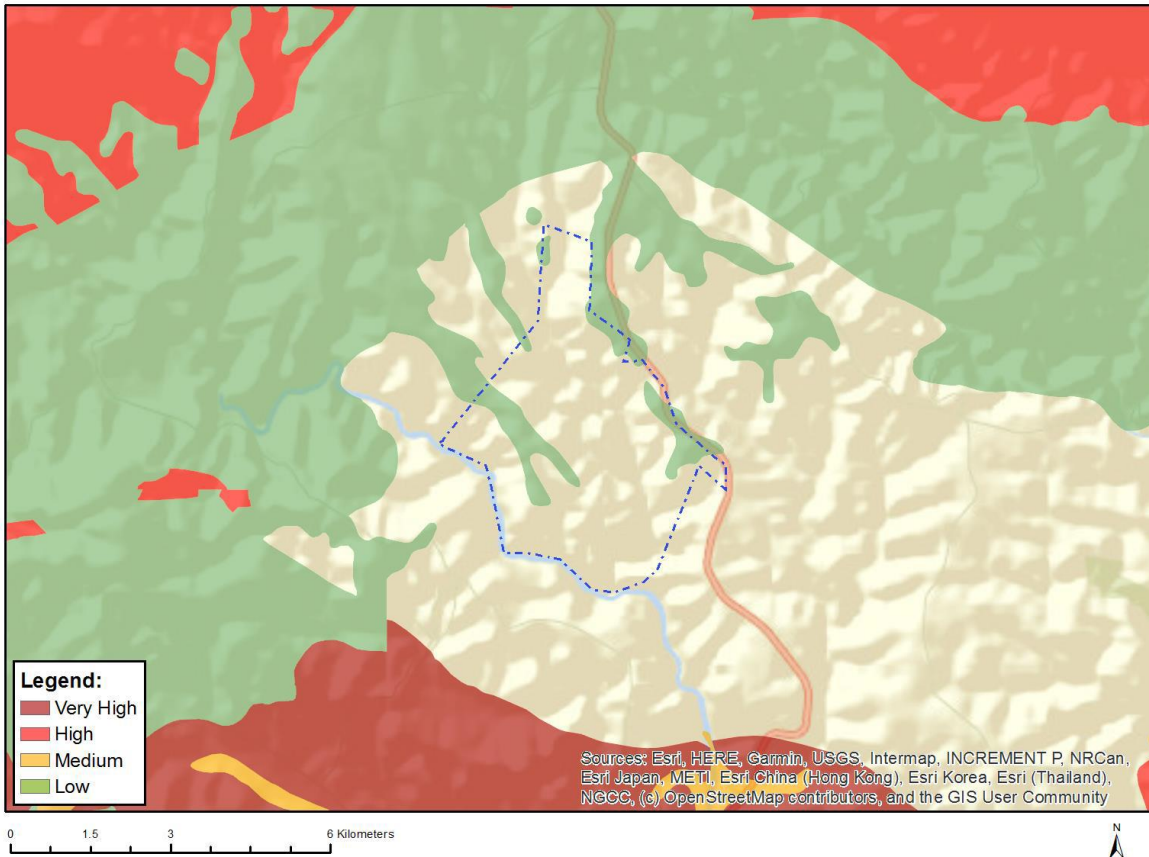 Legend:
Very High
High
Medium
Low
Sources: Esri, HERE, Garmin, USGS, Intermap, INCREMENT P, NRCan,
Esri Japan, METI, Esri China (Hong Kong), Esri Korea, Esri (Thailand),
NGCC, (c) OpenStreetMap contributors, and the GIS User Community
0 1.5 3 6 Kilometers
N